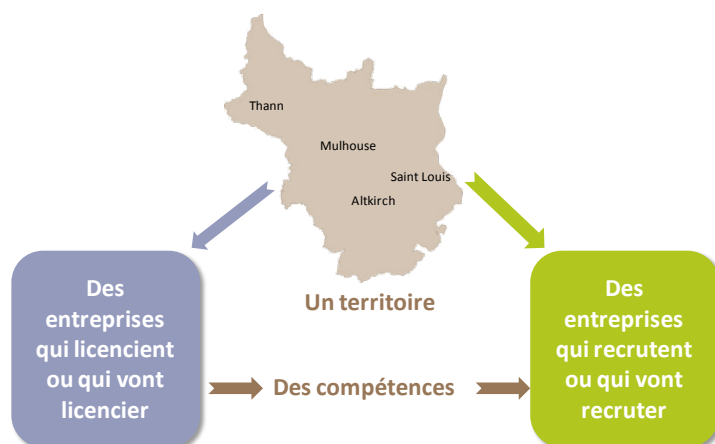 Thann
Mulhouse
Saint Louis
Altkirch
Un territoire
Des
entreprises
qui licencient
ou qui vont
licencier
Des compétences
Des
entreprises
qui recrutent
ou qui vont
recruter